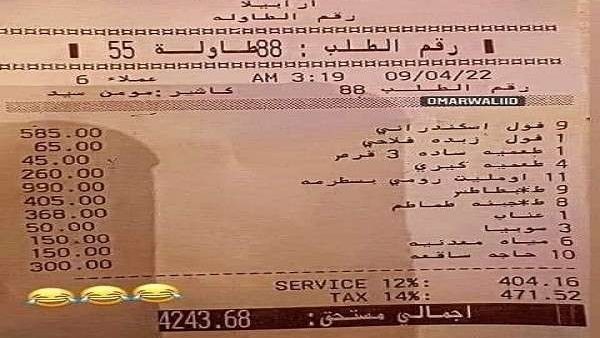 ارابيلا
رقم الطاوله
رقم الطلب : 88 طاولة 55
09/04/22 3:19 AM عملاء 6
رقم الطلب 88 كاشير: مومن سيد
OMARWALIID
9 فول اسكندراني 585.00
1 فول زبده فلاحي 65.00
1 طعميه ساده 3 قرص 45.00
4 طعميه كيري 260.00
11 اومليت رومي بسطرمه 990.00
9 ط*بطاطس 405.00
8 ط*جبنه طماطم 368.00
1 عناب 50.00
3 سوبيا 150.00
6 مياه معدنيه 150.00
10 حاجه ساقعه 300.00
SERVICE 12%: 404.16
TAX 14%: 471.52
اجمالي مستحق: 4243.68